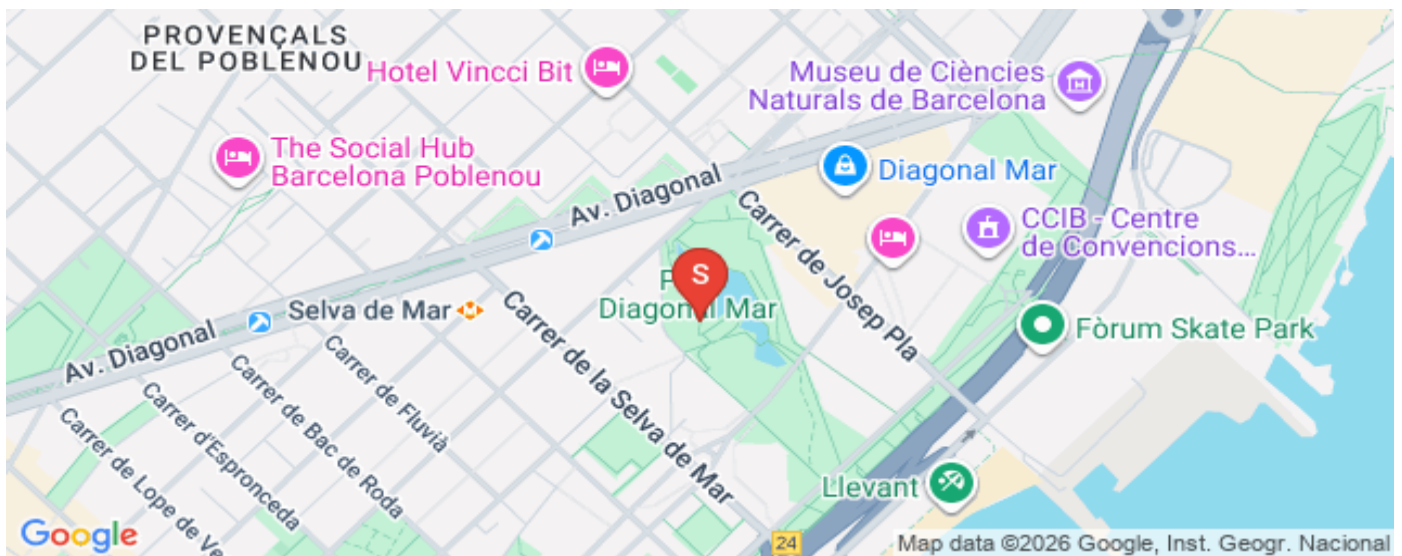 PROVENÇALS
DEL POBLENOU
Hotel Vincci Bit
Museu de Ciències
Naturals de Barcelona
The Social Hub
Barcelona Poblenou
Diagonal Mar
Av. Diagonal
Carrer de Josep Pla
CCIB - Centre
de Convencions...
S
Diagonal Mar
Selva de Mar
Fòrum Skate Park
Av. Diagonal
Carrer de la Selva de Mar
Carrer de Fluvià
Carrer de Bac de Roda
Carrer d'Espronceda
Carrer de Lope de Ve
Llevant
24
Google
Map data ©2026 Google, Inst. Geogr. Nacional